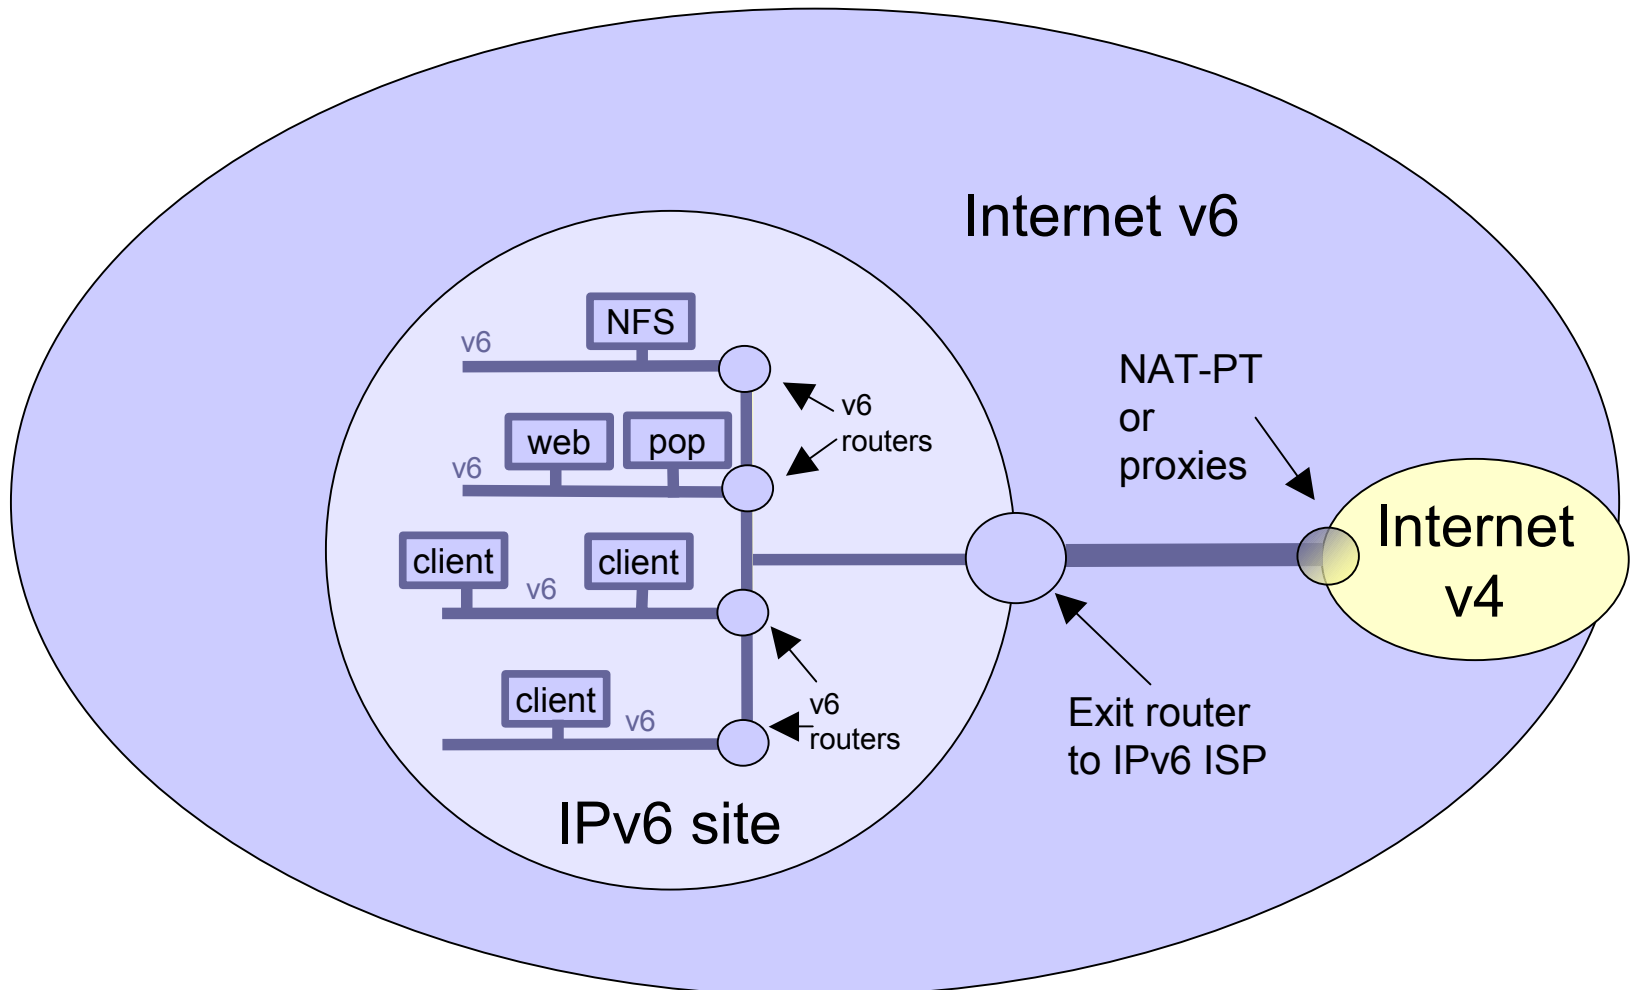 Internet v6
NFS
v6
v6
routers
web
pop
v6
NAT-PT
or
proxies
Internet
v4
client
client
v6
client
v6
v6
routers
Exit router
to IPv6 ISP
IPv6 site